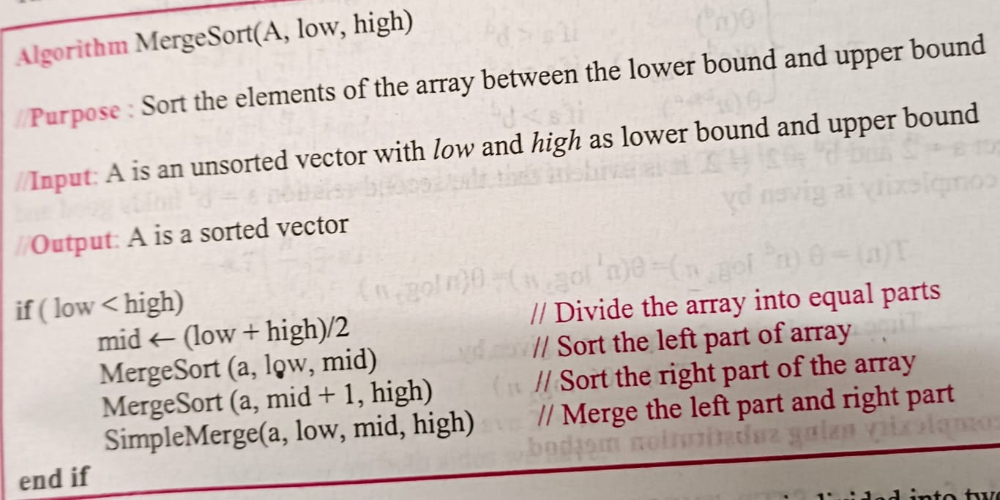 Algorithm MergeSort(A, low, high)
//Purpose : Sort the elements of the array between the lower bound and upper bound
//Input: A is an unsorted vector with low and high as lower bound and upper bound
//Output: A is a sorted vector
if ( low < high)
mid ← (low + high)/2 // Divide the array into equal parts
MergeSort (a, low, mid) // Sort the left part of array
MergeSort (a, mid + 1, high) // Sort the right part of the array
SimpleMerge(a, low, mid, high) // Merge the left part and right part
end if